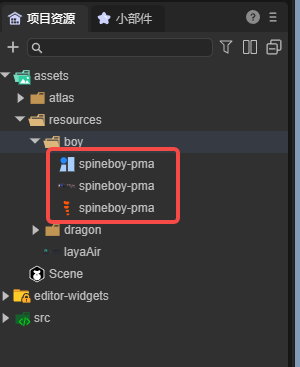 项目资源 小部件
assets
atlas
resources
boy
spineboy-pma
spineboy-pma
spineboy-pma
dragon
layaAir
Scene
editor-widgets
src